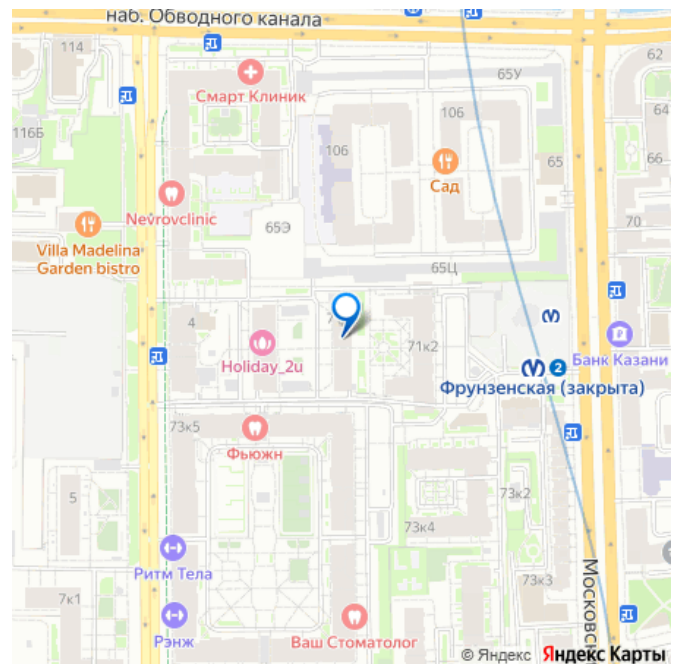 наб. Обводного канала
114
62
65У
Смарт Клиник
64
106
106
116Б
66
65
Сад
Nevrovclinic
70
65Э
Villa Madelina
Garden bistro
65Ц
4
71к2
Банк Казани
Holiday_2u
2
Фрунзенская (закрыта)
73к5
Фьюжн
5
73к2
73к4
Ритм Тела
73к3
7к1
Московск
Рэнж
Ваш Стоматолог
© Яндекс Яндекс Карты